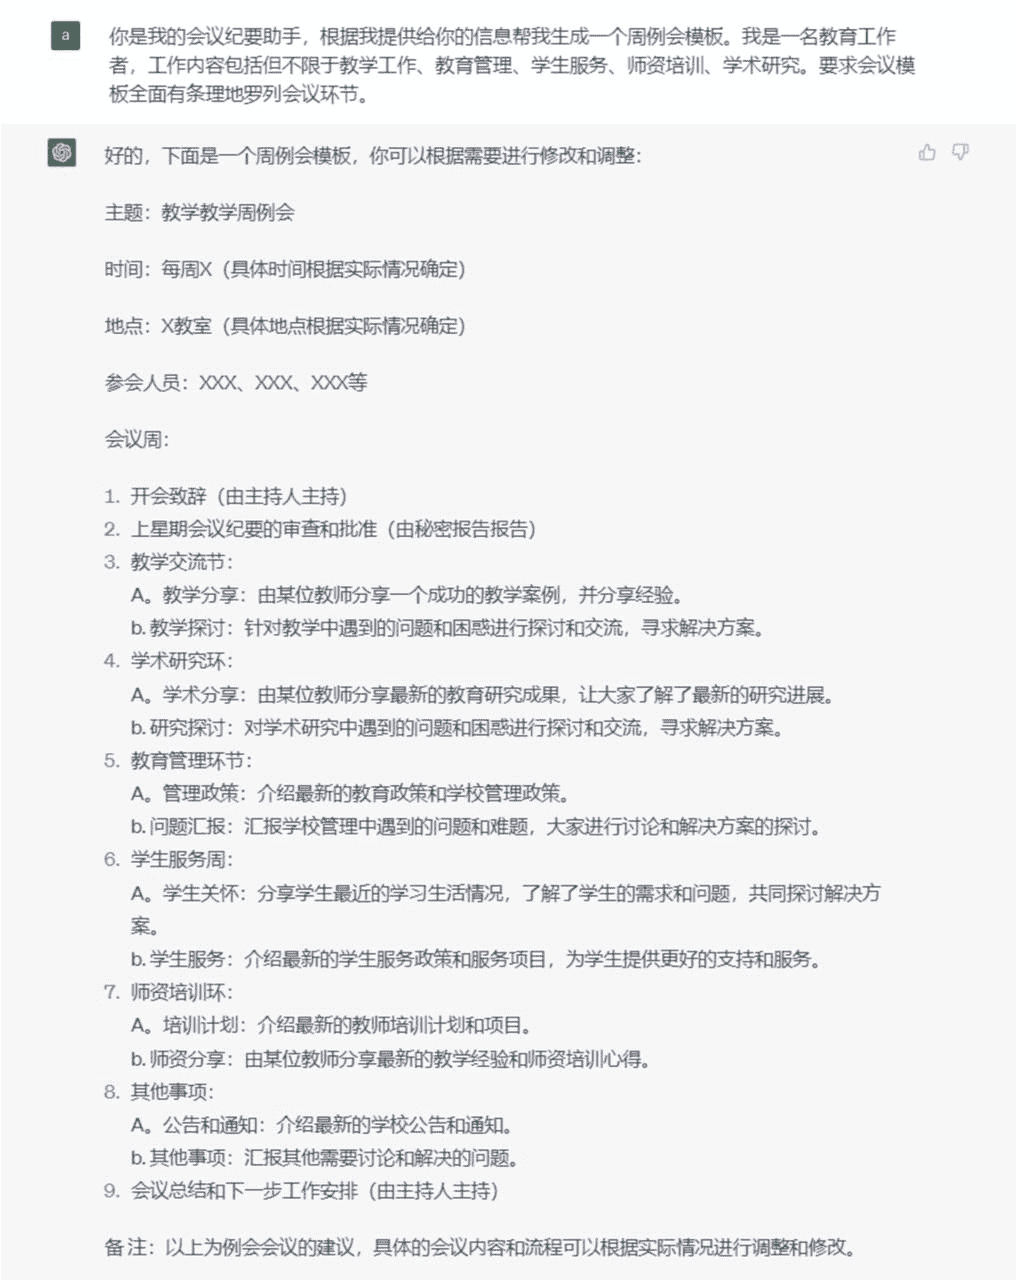 a
你是我的会议纪要助手，根据我提供给你的信息帮我生成一个周例会模板。我是一名教育工作
者，工作内容包括但不限于教学工作、教育管理、学生服务、师资培训、学术研究。要求会议模
板全面有条理地罗列会议环节。
好的，下面是一个周例会模板，你可以根据需要进行修改和调整：
主题：教学教学周例会
时间：每周X（具体时间根据实际情况确定）
地点：X教室（具体地点根据实际情况确定）
参会人员：XXX、XXX、XXX等
会议周：
1. 开会致辞（由主持人主持）
2. 上星期会议纪要的审查和批准（由秘密报告报告）
3. 教学交流节：
A。教学分享：由某位教师分享一个成功的教学案例，并分享经验。
b. 教学探讨：针对教学中遇到的问题和困惑进行探讨和交流，寻求解决方案。
4. 学术研究环：
A。学术分享：由某位教师分享最新的教育研究成果，让大家了解了最新的研究进展。
b. 研究探讨：对学术研究中遇到的问题和困惑进行探讨和交流，寻求解决方案。
5. 教育管理环节：
A。管理政策：介绍最新的教育政策和学校管理政策。
b. 问题汇报：汇报学校管理中遇到的问题和难题，大家进行讨论和解决方案的探讨。
6. 学生服务周：
A。学生关怀：分享学生最近的学习生活情况，了解了学生的需求和问题，共同探讨解决方
案。
b. 学生服务：介绍最新的学生服务政策和服务项目，为学生提供更好的支持和服务。
7. 师资培训环：
A。培训计划：介绍最新的教师培训计划和项目。
b. 师资分享：由某位教师分享最新的教学经验和师资培训心得。
8. 其他事项：
A。公告和通知：介绍最新的学校公告和通知。
b. 其他事项：汇报其他需要讨论和解决的问题。
9. 会议总结和下一步工作安排（由主持人主持）
备注：以上为例会会议的建议，具体的会议内容和流程可以根据实际情况进行调整和修改。